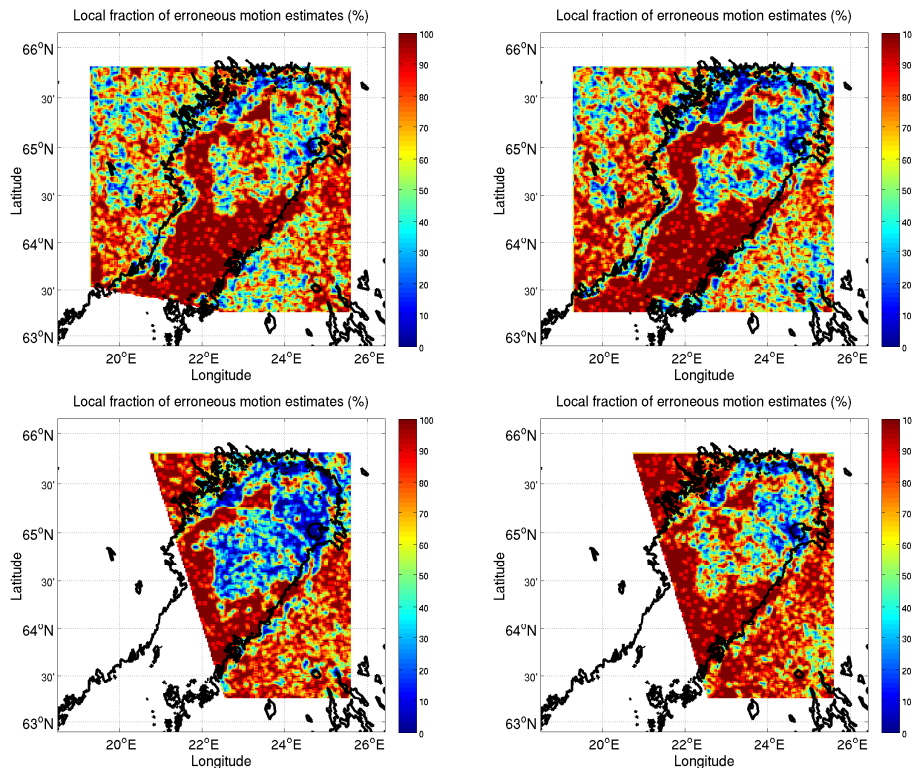 Local fraction of erroneous motion estimates (%)
Local fraction of erroneous motion estimates (%)
66°N
30'
65°N
30'
64°N
30'
63°N
Latitude
20°E
22°E
24°E
26°E
Longitude
100
90
80
70
60
50
40
30
20
10
0
66°N
30'
65°N
30'
64°N
30'
63°N
Latitude
20°E
22°E
24°E
26°E
Longitude
100
90
80
70
60
50
40
30
20
10
0
Local fraction of erroneous motion estimates (%)
Local fraction of erroneous motion estimates (%)
66°N
30'
65°N
30'
64°N
30'
63°N
Latitude
20°E
22°E
24°E
26°E
Longitude
100
90
80
70
60
50
40
30
20
10
0
66°N
30'
65°N
30'
64°N
30'
63°N
Latitude
20°E
22°E
24°E
26°E
Longitude
100
90
80
70
60
50
40
30
20
10
0